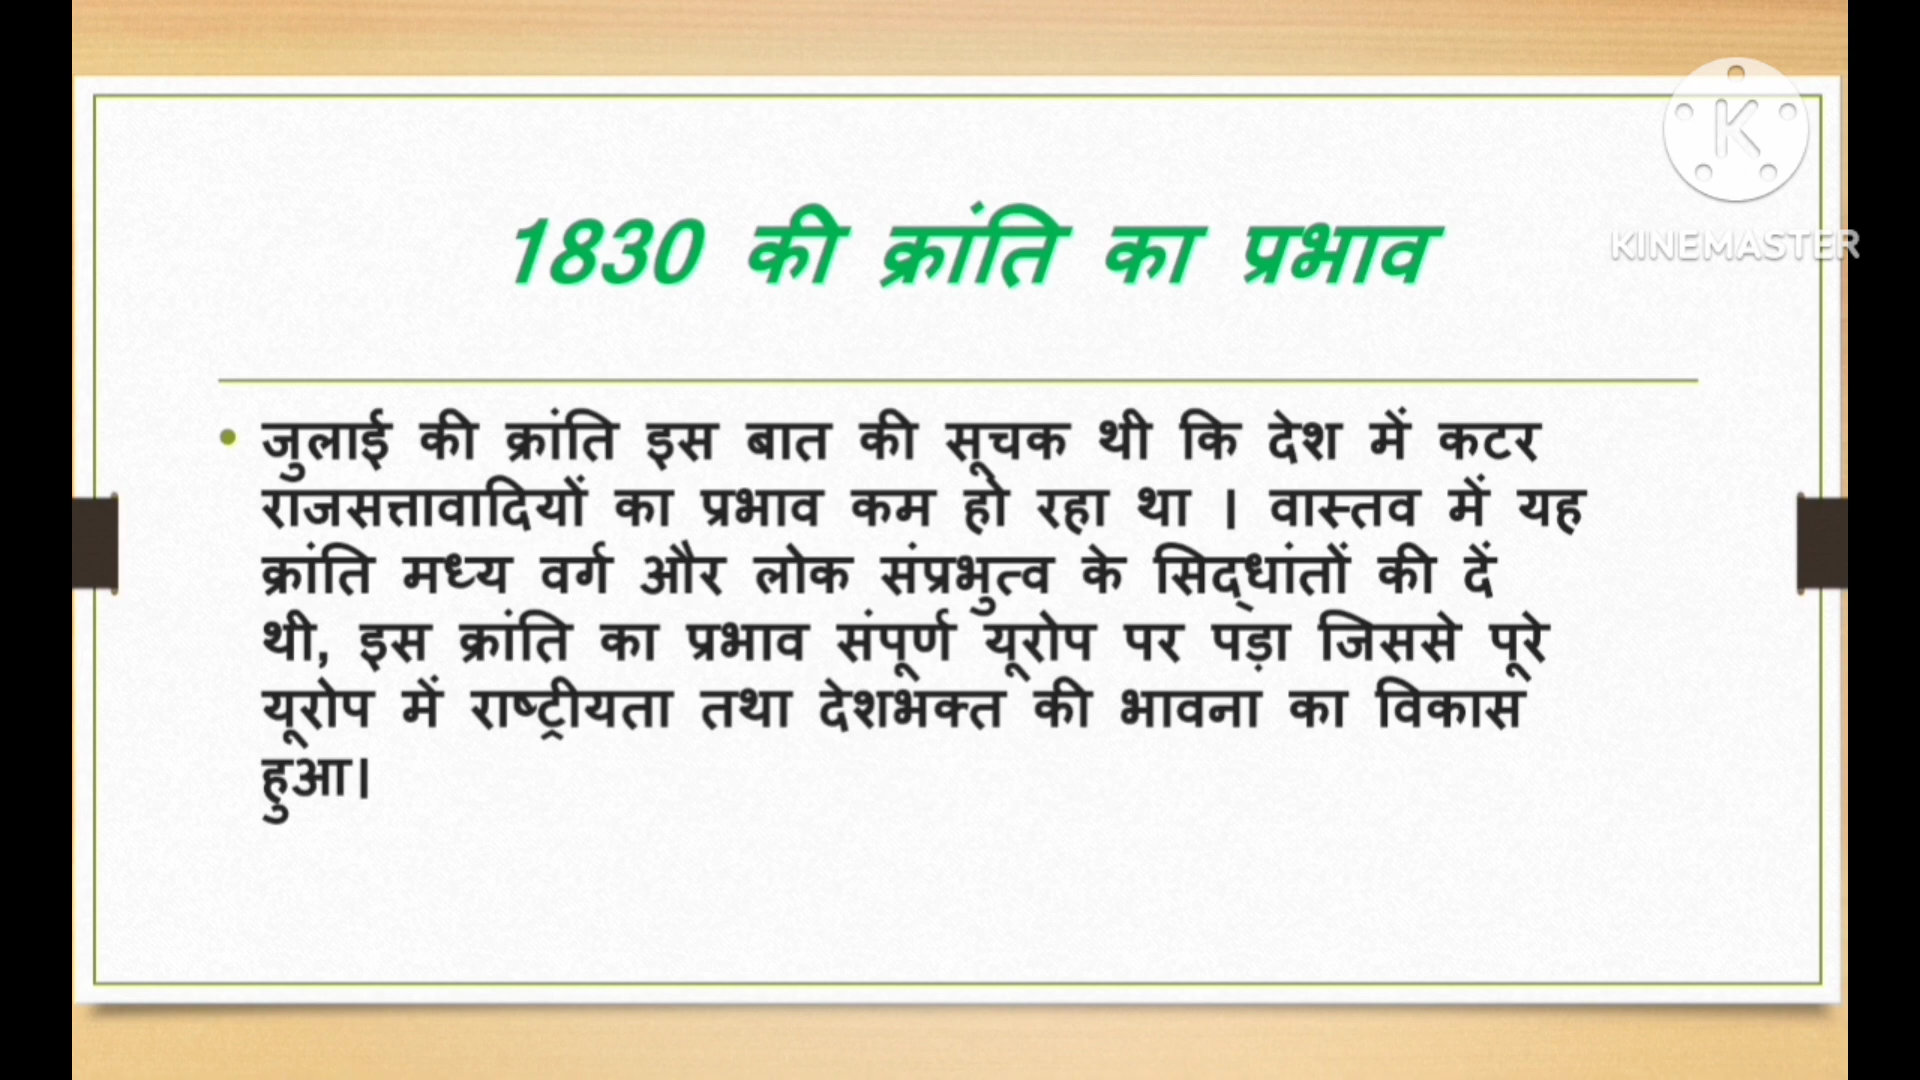 1830 की क्रांति का प्रभाव
K
KINEMASTER
• जुलाई की क्रांति इस बात की सूचक थी कि देश में कटर
राजसत्तावादियों का प्रभाव कम हो रहा था । वास्तव में यह
क्रांति मध्य वर्ग और लोक संप्रभुत्व के सिद्धांतों की दें
थी, इस क्रांति का प्रभाव संपूर्ण यूरोप पर पड़ा जिससे पूरे
यूरोप में राष्ट्रीयता तथा देशभक्त की भावना का विकास
हुआ।